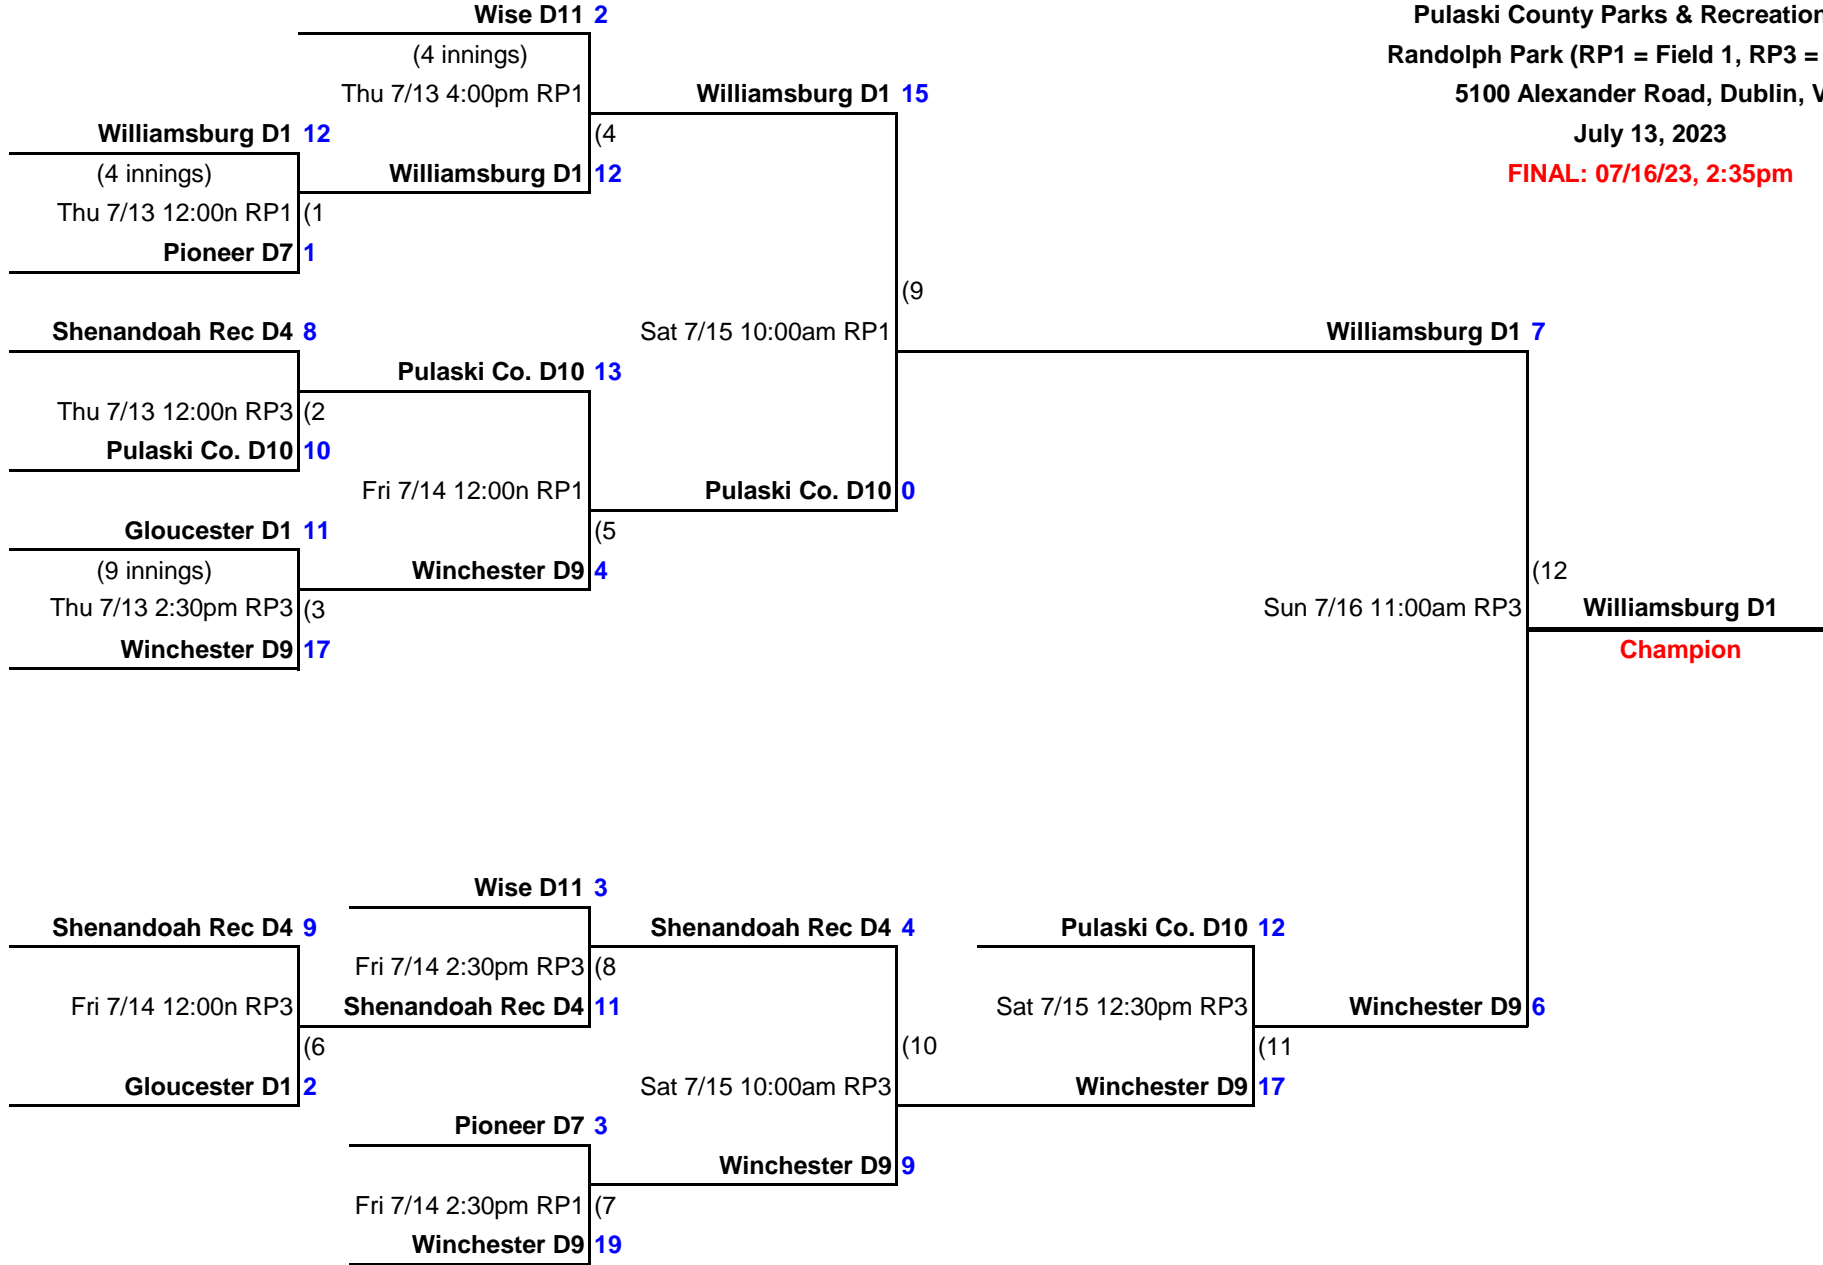 Wise D11 2
Pulaski County Parks & Recreation
(4 innings)
Randolph Park (RP1 = Field 1, RP3 =
Thu 7/13 4:00pm RP1
Williamsburg D1 15
5100 Alexander Road, Dublin, V
Williamsburg D1 12
(4
July 13, 2023
(4 innings)
Williamsburg D1 12
FINAL: 07/16/23, 2:35pm
Thu 7/13 12:00n RP1 (1
Pioneer D7 1
(9
Shenandoah Rec D4 8
Sat 7/15 10:00am RP1
Williamsburg D1 7
Pulaski Co. D10 13
Thu 7/13 12:00n RP3 (2
Pulaski Co. D10 10
Fri 7/14 12:00n RP1
Pulaski Co. D10 0
Gloucester D1 11
(5
(9 innings)
Winchester D9 4
(12
Thu 7/13 2:30pm RP3 (3
Sun 7/16 11:00am RP3
Williamsburg D1
Winchester D9 17
Champion
Wise D11 3
Shenandoah Rec D4 9
Shenandoah Rec D4 4
Pulaski Co. D10 12
Fri 7/14 2:30pm RP3 (8
Fri 7/14 12:00n RP3
Shenandoah Rec D4 11
Sat 7/15 12:30pm RP3
Winchester D9 6
(6
(10
(11
Gloucester D1 2
Sat 7/15 10:00am RP3
Winchester D9 17
Pioneer D7 3
Winchester D9 9
Fri 7/14 2:30pm RP1 (7
Winchester D9 19